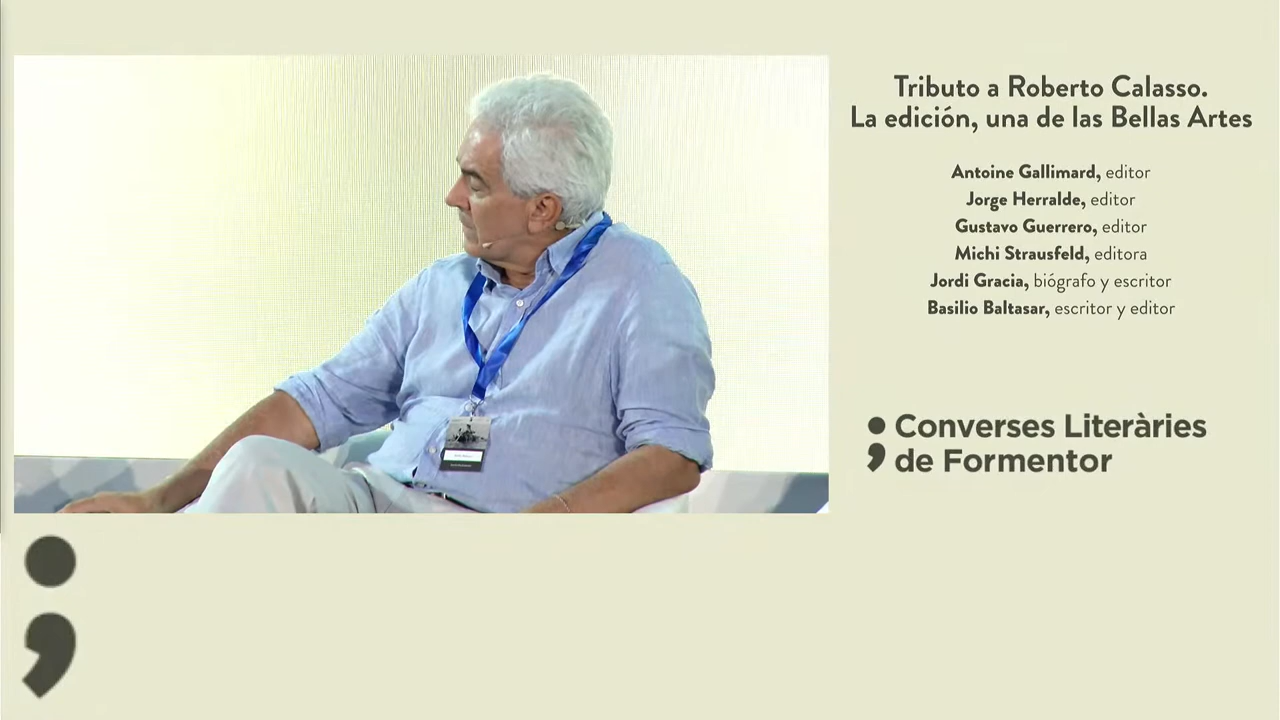 Tributo a Roberto Calasso.
La edición, una de las Bellas Artes
Antoine Gallimard, editor
Jorge Herralde, editor
Gustavo Guerrero, editor
Michi Strausfeld, editora
Jordi Gracia, biógrafo y escritor
Basilio Baltasar, escritor y editor
Converses Literàries
de Formentor